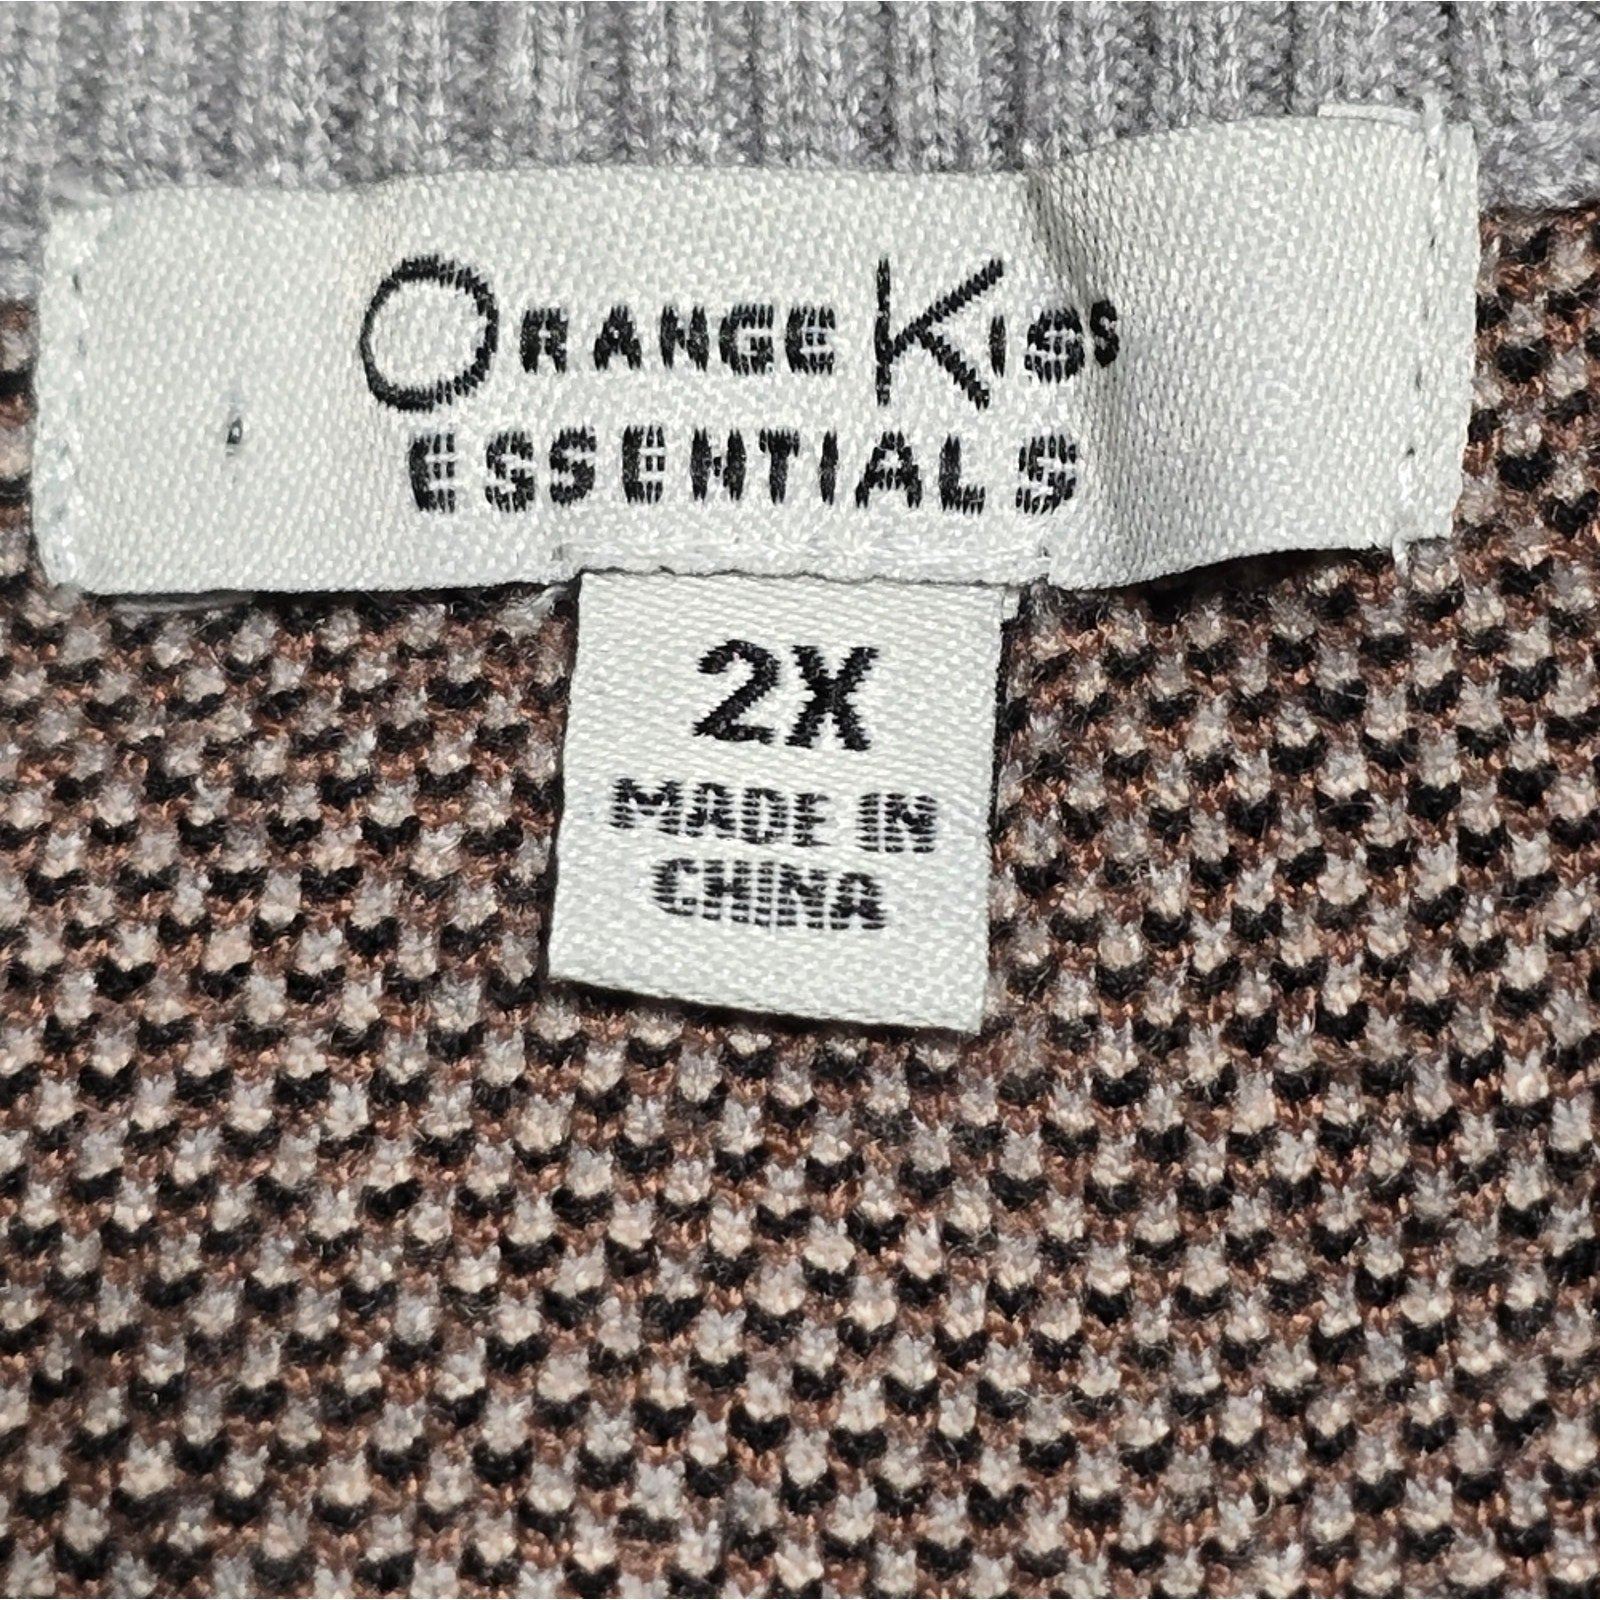 ORANGE KISS
ESSENTIALS
2X
MADE IN
CHINA